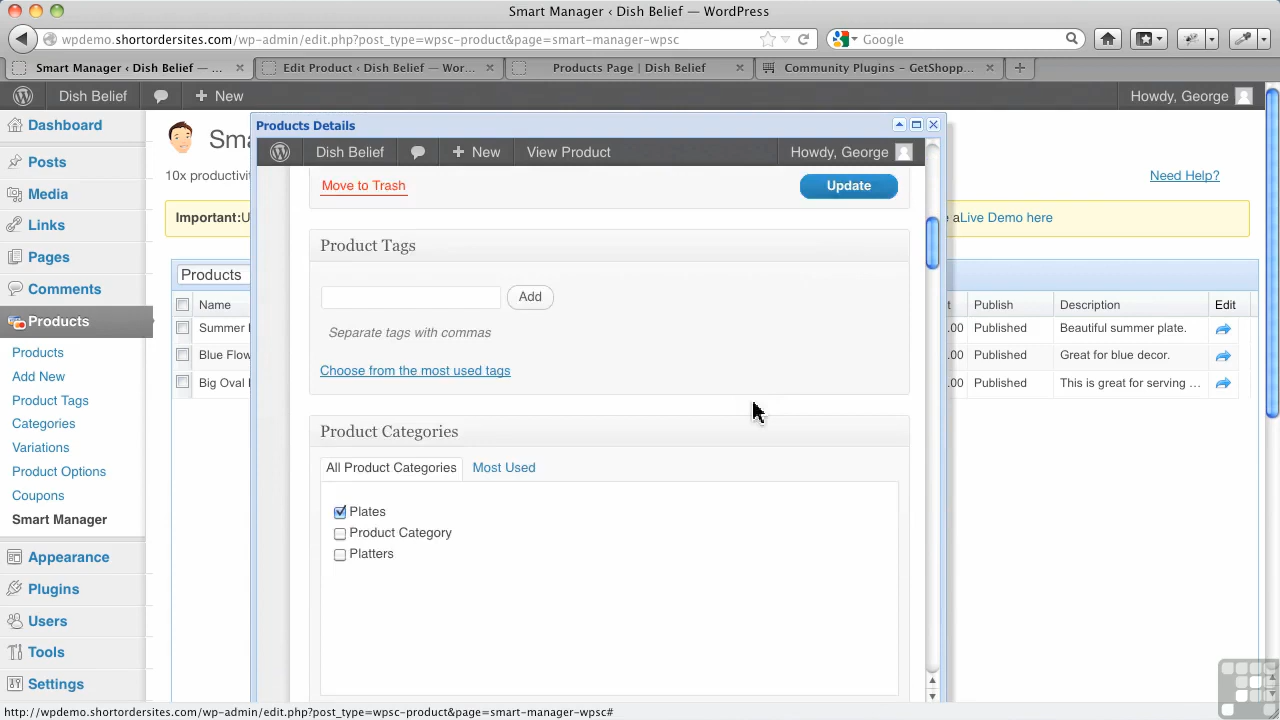 Smart Manager ‹ Dish Belief — WordPress
wpdemo.shortordersites.com/wp-admin/edit.php?post_type=wpsc-product&page=smart-manager-wpsc
Google
Smart Manager ‹ Dish Belief — ...
Edit Product ‹ Dish Belief — Wor...
Products Page | Dish Belief
Community Plugins – GetShopp...
Dish Belief
New
Howdy, George
Dashboard
Posts
Media
Links
Pages
Comments
Products
Products
Add New
Product Tags
Categories
Variations
Product Options
Coupons
Smart Manager
Appearance
Plugins
Users
Tools
Settings
10x productivi
Need Help?
Important:U
Live Demo here
Products
Name
Publish
Description
Edit
Summer
.00
Published
Beautiful summer plate.
Blue Flow
.00
Published
Great for blue decor.
Big Oval
.00
Published
This is great for serving ...
Products Details
Dish Belief
New
View Product
Howdy, George
Move to Trash
Update
Product Tags
Add
Separate tags with commas
Choose from the most used tags
Product Categories
All Product Categories
Most Used
Plates
Product Category
Platters
http://wpdemo.shortordersites.com/wp-admin/edit.php?post_type=wpsc-product&page=smart-manager-wpsc#